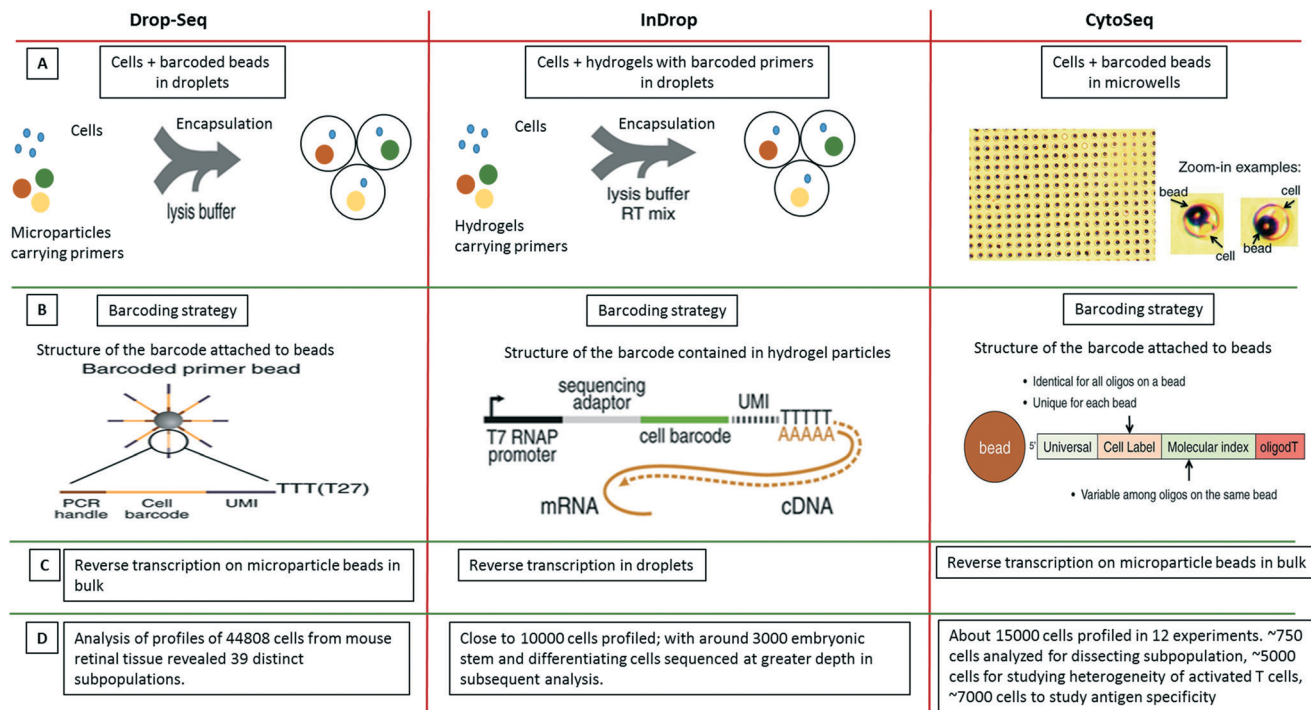 Drop-Seq
InDrop
CytoSeq
A
Cells + barcoded beads
in droplets
Cells
Encapsulation
lysis buffer
Microparticles
carrying primers
Cells + hydrogels with barcoded primers
in droplets
Cells
Encapsulation
lysis buffer
RT mix
Hydrogels
carrying primers
Cells + barcoded beads
in microwells
Zoom-in examples:
bead
cell
cell
bead
B
Barcoding strategy
Structure of the barcode attached to beads
Barcoded primer bead
TTT(T27)
PCR
handle
Cell
barcode
UMI
Barcoding strategy
Structure of the barcode contained in hydrogel particles
sequencing
adaptor
UMI
TTTTT
AAAAA
T7 RNAP
promoter
cell barcode
mRNA
cDNA
Barcoding strategy
Structure of the barcode attached to beads
• Identical for all oligos on a bead
• Unique for each bead
bead
5'
Universal
Cell Label
Molecular index
oligodT
• Variable among oligos on the same bead
C
Reverse transcription on microparticle beads in
bulk
Reverse transcription in droplets
Reverse transcription on microparticle beads in bulk
D
Analysis of profiles of 44808 cells from mouse
retinal tissue revealed 39 distinct
subpopulations.
Close to 10000 cells profiled; with around 3000 embryonic
stem and differentiating cells sequenced at greater depth in
subsequent analysis.
About 15000 cells profiled in 12 experiments. ~750
cells analyzed for dissecting subpopulation, ~5000
cells for studying heterogeneity of activated T cells,
~7000 cells to study antigen specificity